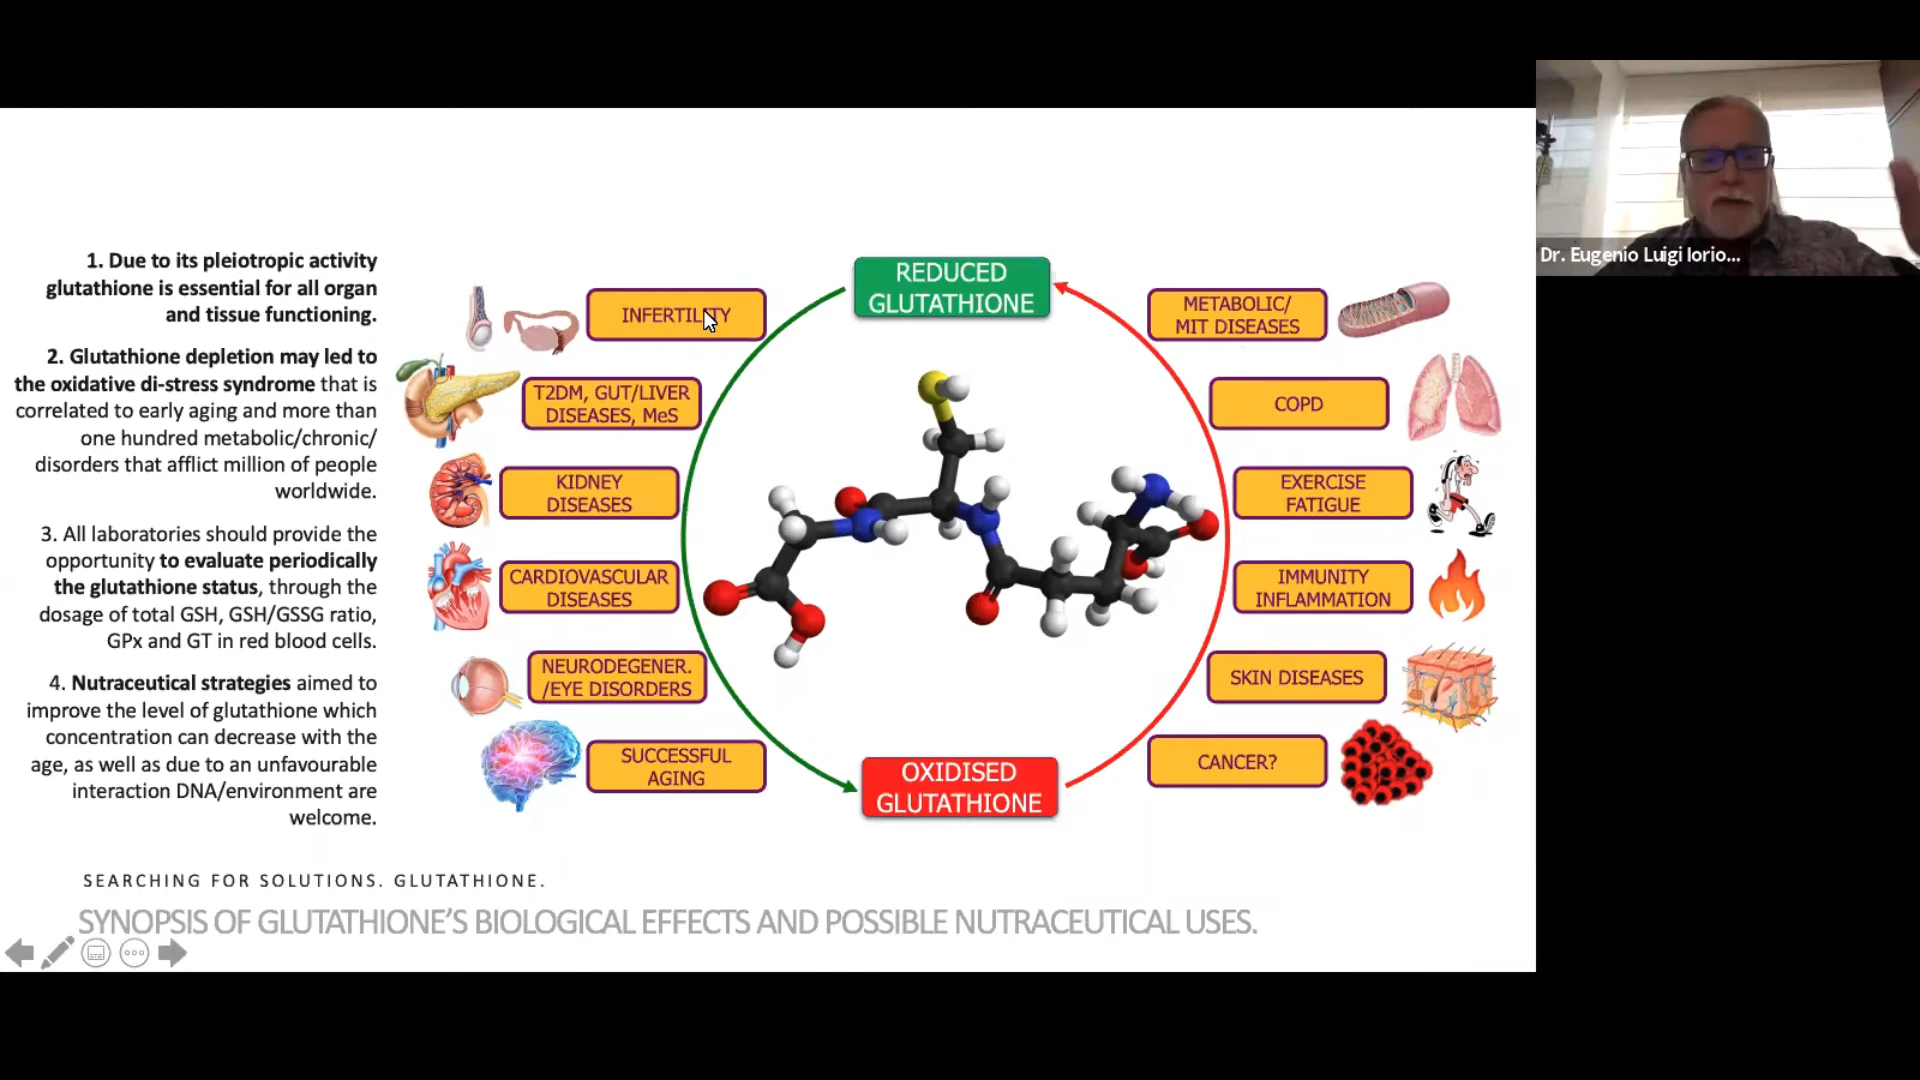 Dr. Eugenio Luigi Iorio...
1. Due to its pleiotropic activity
glutathione is essential for all organ
and tissue functioning.
2. Glutathione depletion may led to
the oxidative di-stress syndrome that is
correlated to early aging and more than
one hundred metabolic/chronic/
disorders that afflict million of people
worldwide.
3. All laboratories should provide the
opportunity to evaluate periodically
the glutathione status, through the
dosage of total GSH, GSH/GSSG ratio,
GPx and GT in red blood cells.
4. Nutraceutical strategies aimed to
improve the level of glutathione which
concentration can decrease with the
age, as well as due to an unfavourable
interaction DNA/environment are
welcome.
REDUCED
GLUTATHIONE
INFERTILITY
T2DM, GUT/LIVER
DISEASES, MeS
KIDNEY
DISEASES
CARDIOVASCULAR
DISEASES
NEURODEGENER.
/EYE DISORDERS
SUCCESSFUL
AGING
METABOLIC/
MIT DISEASES
COPD
EXERCISE
FATIGUE
IMMUNITY
INFLAMMATION
SKIN DISEASES
CANCER?
OXIDISED
GLUTATHIONE
SEARCHING FOR SOLUTIONS. GLUTATHIONE.
SYNOPSIS OF GLUTATHIONE'S BIOLOGICAL EFFECTS AND POSSIBLE NUTRACEUTICAL USES.